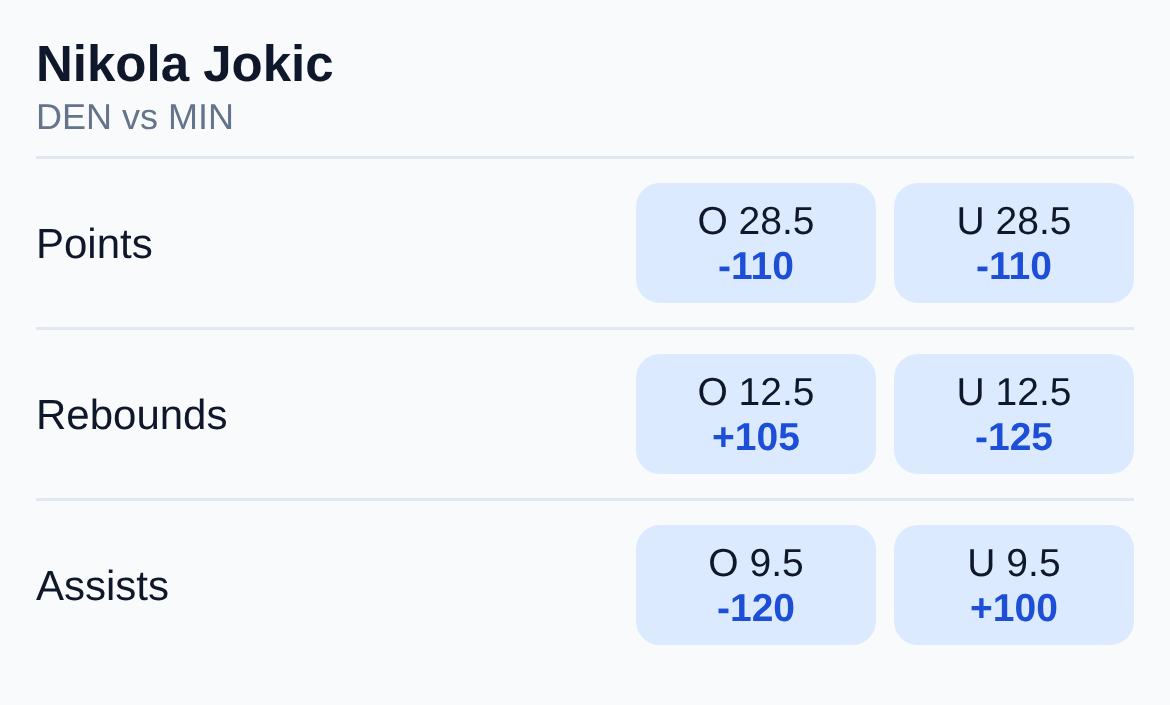 Nikola Jokic
DEN vs MIN
Points
O 28.5
-110
U 28.5
-110
Rebounds
O 12.5
+105
U 12.5
-125
Assists
O 9.5
-120
U 9.5
+100